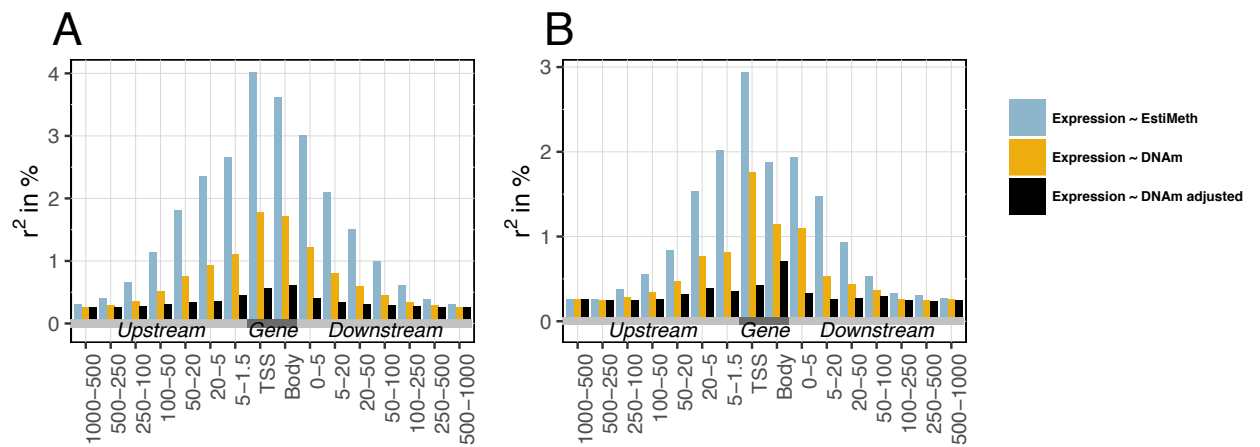 A
B
4
3
2
1
0
r² in %
Upstream Gene Downstream
1000−500
500−250
250−100
100−50
50−20
20−5
5−1.5
TSS
Body
0−5
5−20
20−50
50−100
100−250
250−500
500−1000
3
2
1
0
r² in %
Upstream Gene Downstream
1000−500
500−250
250−100
100−50
50−20
20−5
5−1.5
TSS
Body
0−5
5−20
20−50
50−100
100−250
250−500
500−1000
Expression ~ EstiMeth
Expression ~ DNAm
Expression ~ DNAm adjusted